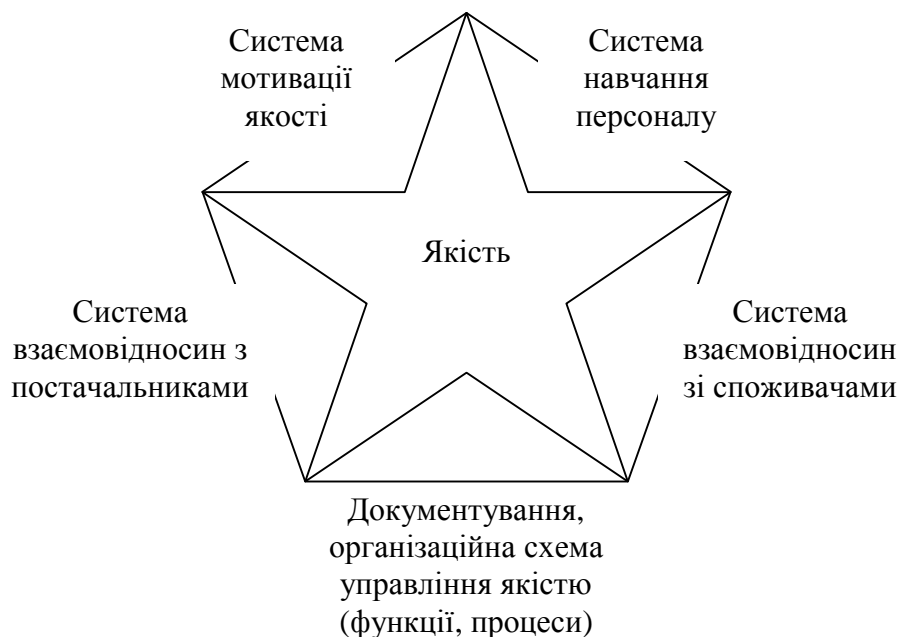 Система
мотивації
якості
Система
навчання
персоналу
Якість
Система
взаємовідносин з
постачальниками
Система
взаємовідносин
зі споживачами
Документування,
організаційна схема
управління якістю
(функції, процеси)